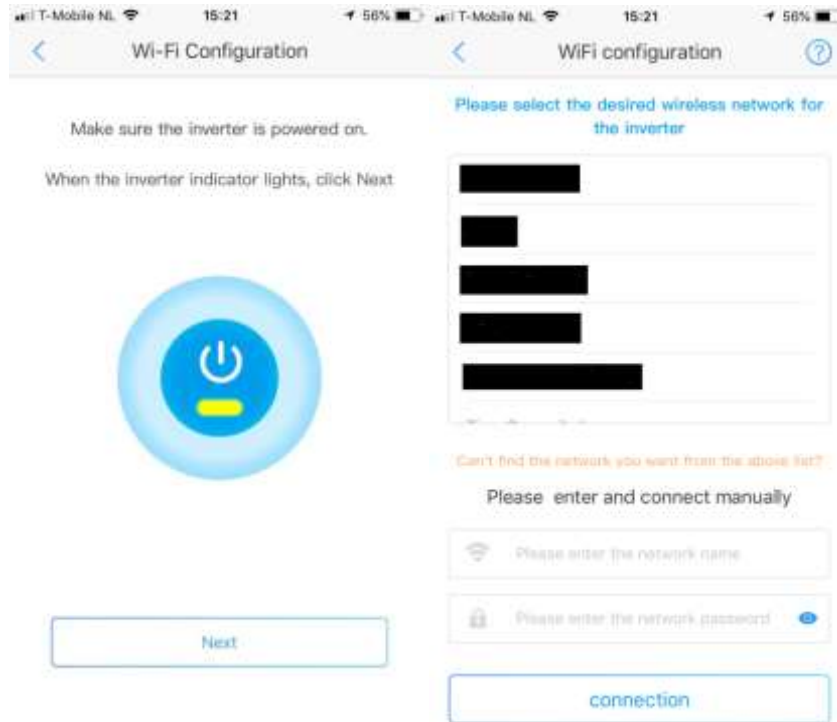 T-Mobile NL
15:21
56%
Wi-Fi Configuration
Make sure the inverter is powered on.
When the inverter indicator lights, click Next
Next
T-Mobile NL
15:21
56%
WiFi configuration
?
Please select the desired wireless network for
the inverter
Can't find the network you want from the above list?
Please enter and connect manually
Please enter the network name
Please enter the network password
connection